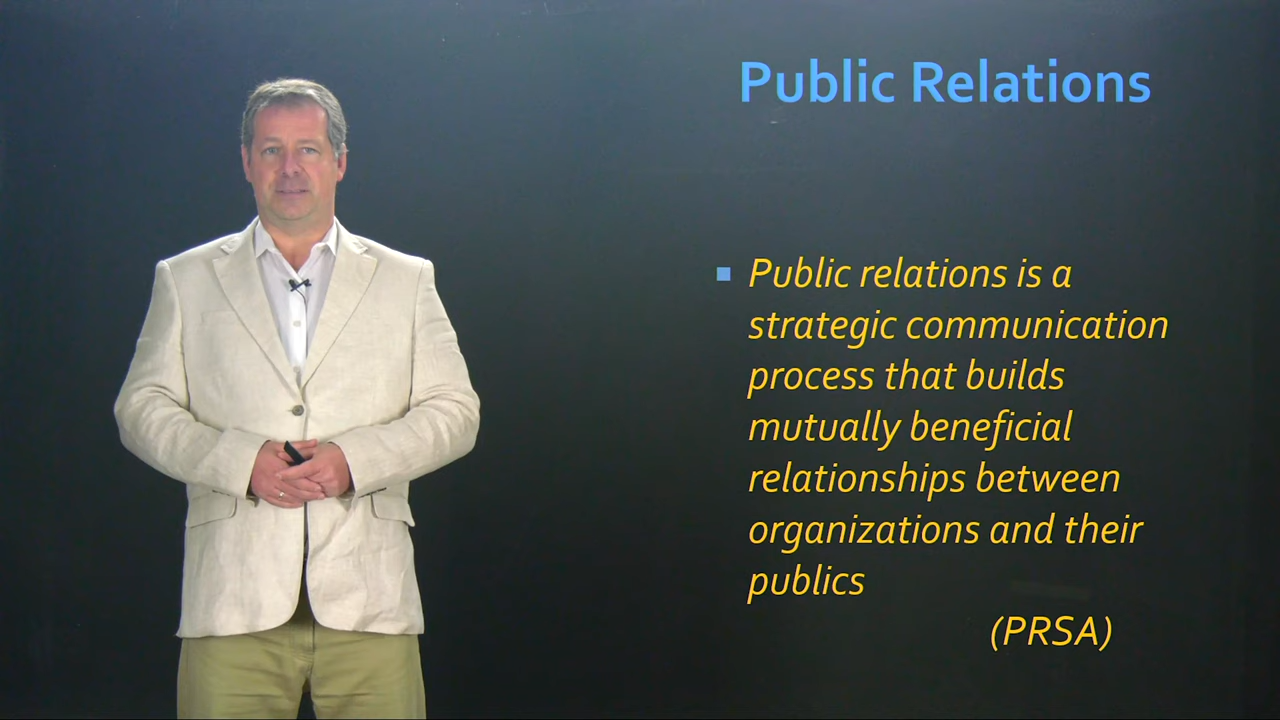 Public Relations
Public relations is a
strategic communication
process that builds
mutually beneficial
relationships between
organizations and their
publics
(PRSA)